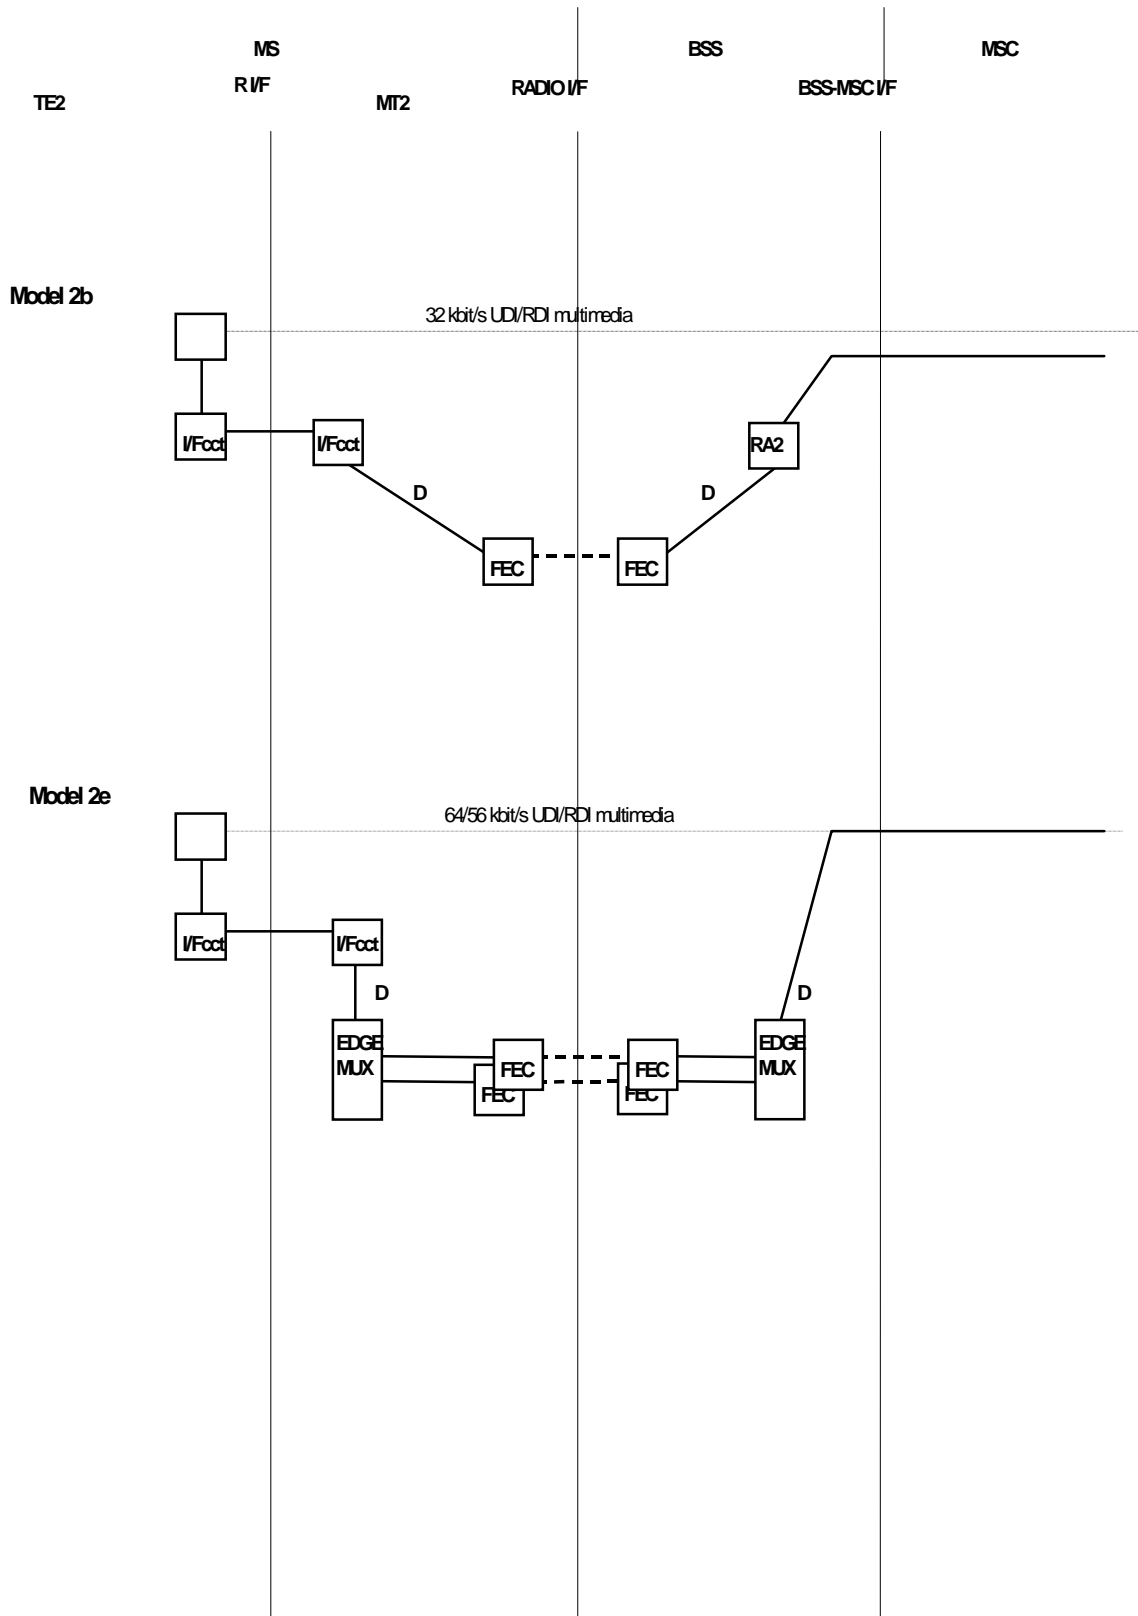 MS
BSS
MSC
R I/F
RADIO I/F
BSS-MSC I/F
TE2
MT2
Model 2b
32 kbit/s UDI/RDI multimedia
I/Fcct
I/Fcct
RA2
D
D
FEC
FEC
Model 2e
64/56 kbit/s UDI/RDI multimedia
I/Fcct
I/Fcct
D
D
EDGE
MUX
FEC
FEC
EDGE
MUX
FEC
FEC